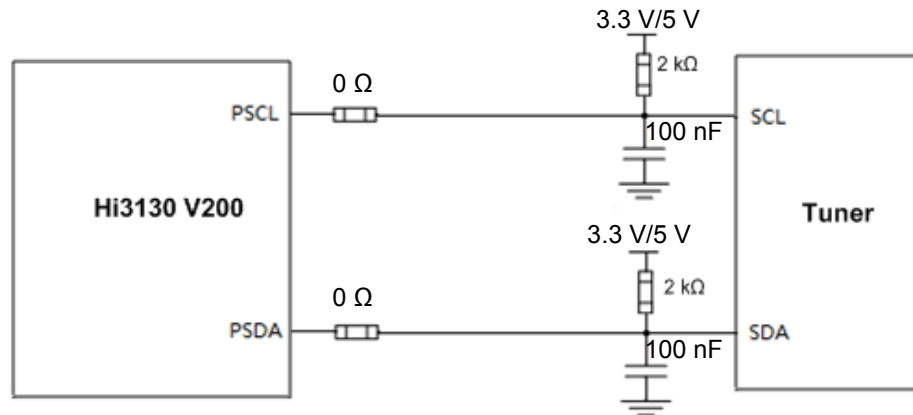 3.3 V/5 V
2 kΩ
0 Ω
PSCL
100 nF
SCL
Hi3130 V200
Tuner
3.3 V/5 V
2 kΩ
0 Ω
PSDA
100 nF
SDA